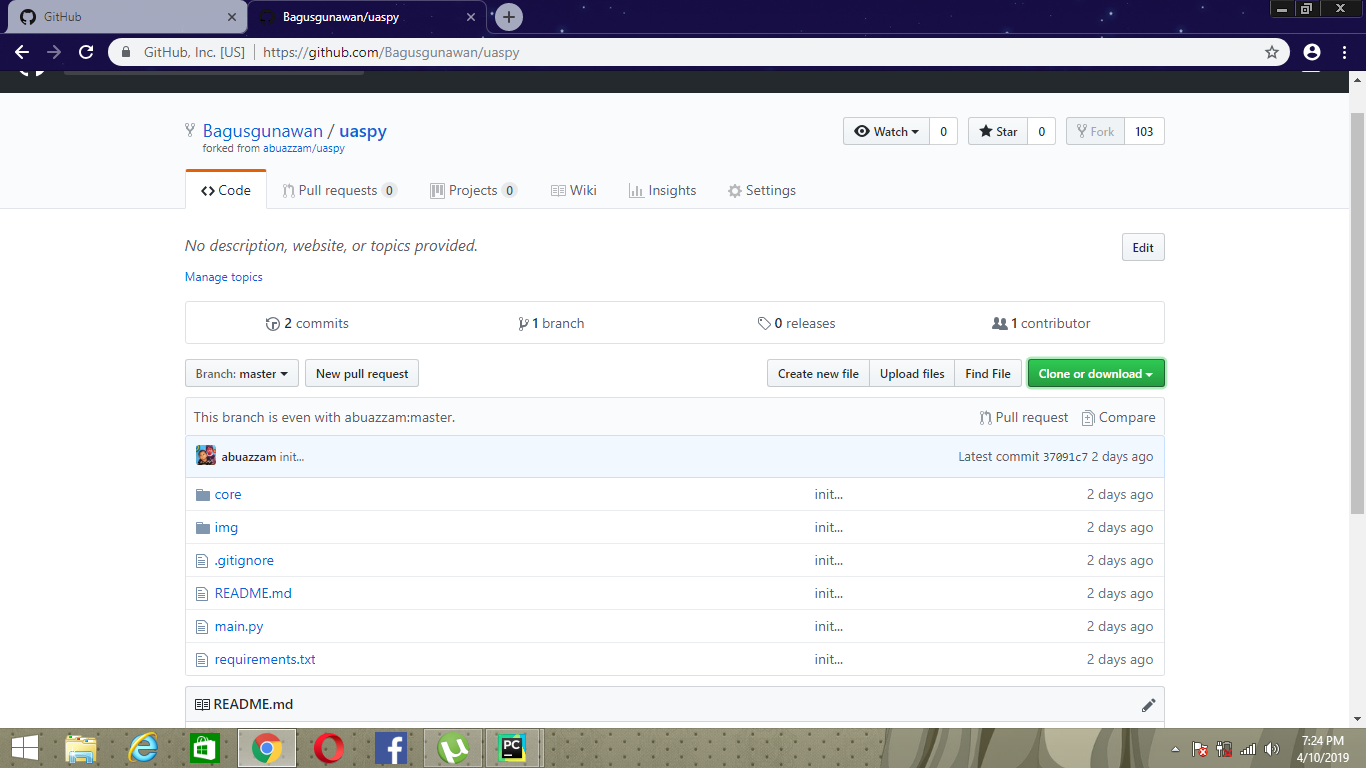 GitHub
Bagusgunawan/uaspy
GitHub, Inc. [US] https://github.com/Bagusgunawan/uaspy
Bagusgunawan / uaspy
forked from abuazzam/uaspy
Watch 0 Star 0 Fork 103
Code Pull requests 0 Projects 0 Wiki Insights Settings
No description, website, or topics provided.
Edit
Manage topics
2 commits 1 branch 0 releases 1 contributor
Branch: master New pull request Create new file Upload files Find File Clone or download
This branch is even with abuazzam:master. Pull request Compare
abuazzam init... Latest commit 37091c7 2 days ago
core init... 2 days ago
img init... 2 days ago
.gitignore init... 2 days ago
README.md init... 2 days ago
main.py init... 2 days ago
requirements.txt init... 2 days ago
README.md
PC
7:24 PM
4/10/2019